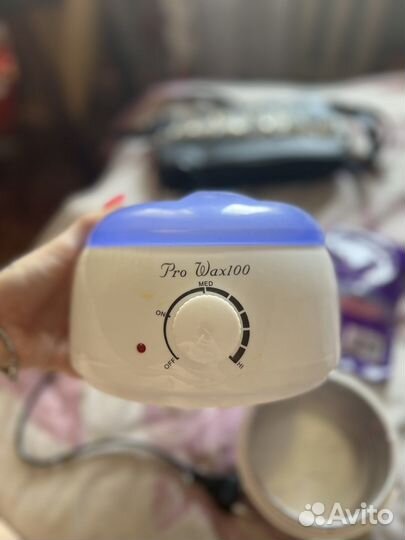 Pro Wax100
MED
ON
OFF
HI
Avito